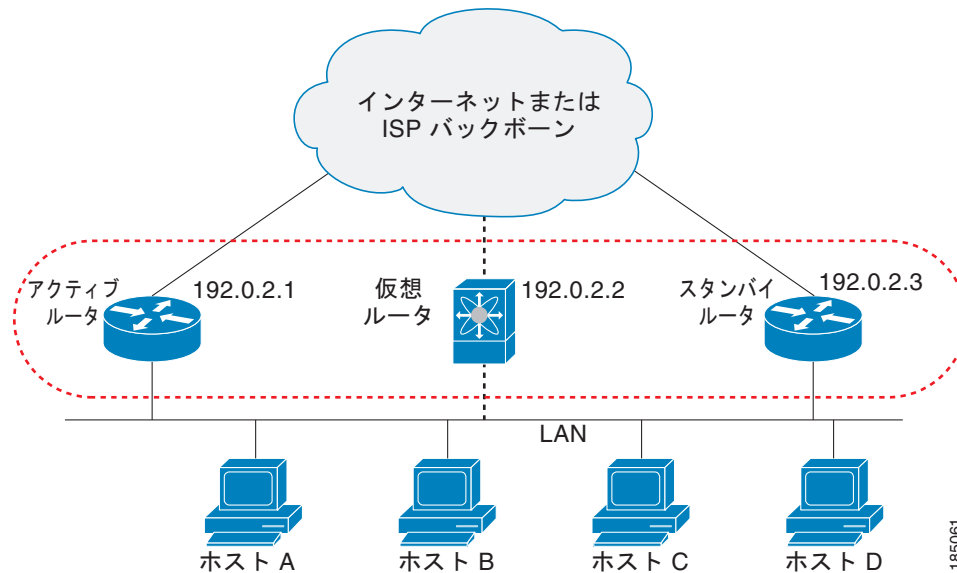 インターネットまたは
ISP バックボーン
アクティブ
ルータ
192.0.2.1
仮想
ルータ
192.0.2.2
スタンバイ
ルータ
192.0.2.3
LAN
ホスト A
ホスト B
ホスト C
ホスト D
185061